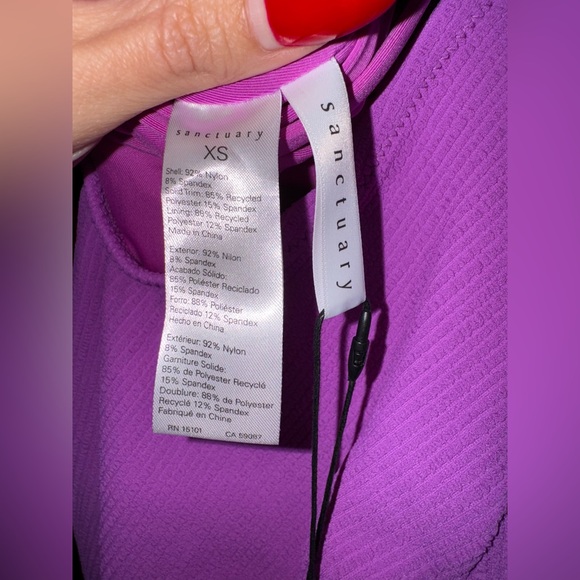 sanctuary
XS
Shell: 92% Nylon
8% Spandex
Solid Trim: 85% Recycled
Polyester 15% Spandex
Lining: 88% Recycled
Polyester 12% Spandex
Made in China
Exterior: 92% Nilon
8% Spandex
Acabado Sólido:
85% Poliéster Reciclado
15% Spandex
Forro: 88% Poliéster
Reciclado 12% Spandex
Hecho en China
Extérieur: 92% Nylon
8% Spandex
Garniture Solide:
85% de Polyester Recyclé
15% Spandex
Doublure: 88% de Polyester
Recyclé 12% Spandex
Fabriqué en Chine
RN 15101 CA 59087
sanctuary